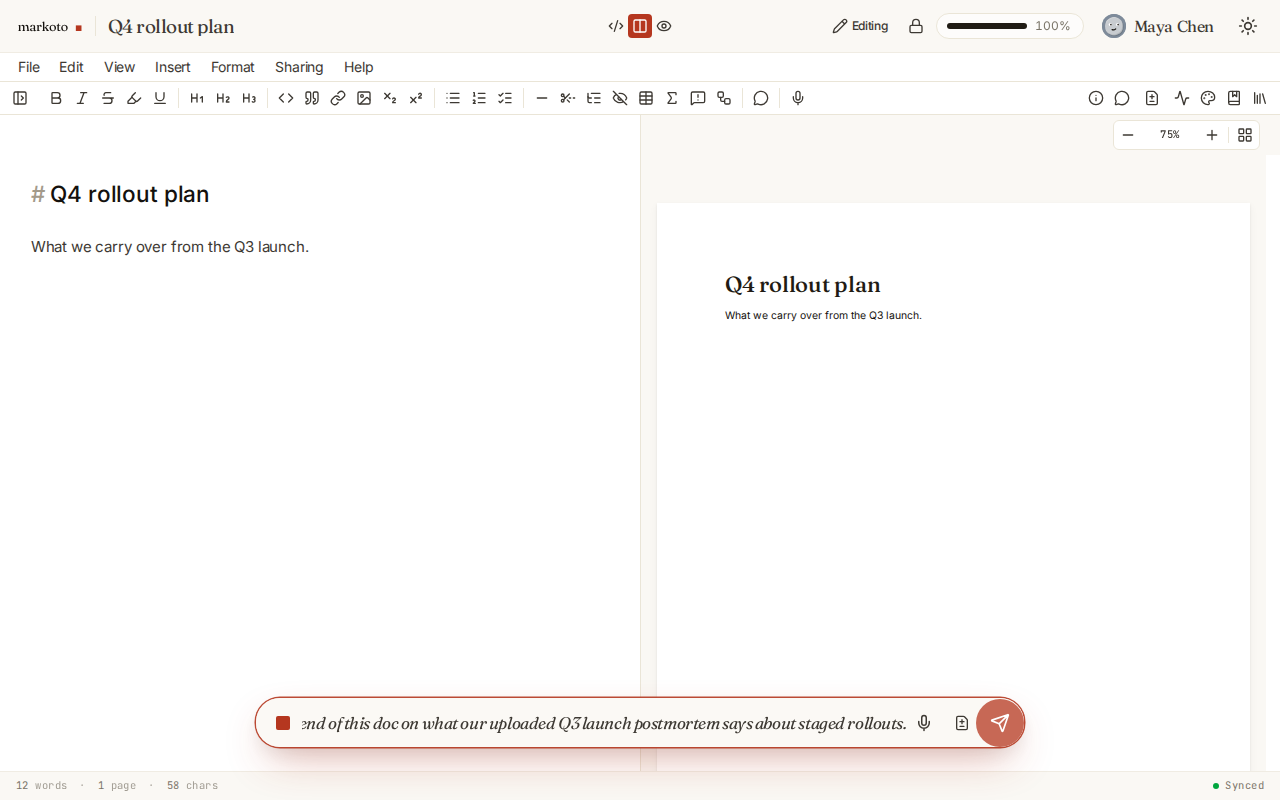 markoto
Q4 rollout plan
Editing
100%
Maya Chen
File Edit View Insert Format Sharing Help
H1 H2 H3
75%
# Q4 rollout plan
What we carry over from the Q3 launch.
Q4 rollout plan
What we carry over from the Q3 launch.
end of this doc on what our uploaded Q3 launch postmortem says about staged rollouts.
12 words · 1 page · 58 chars
Synced